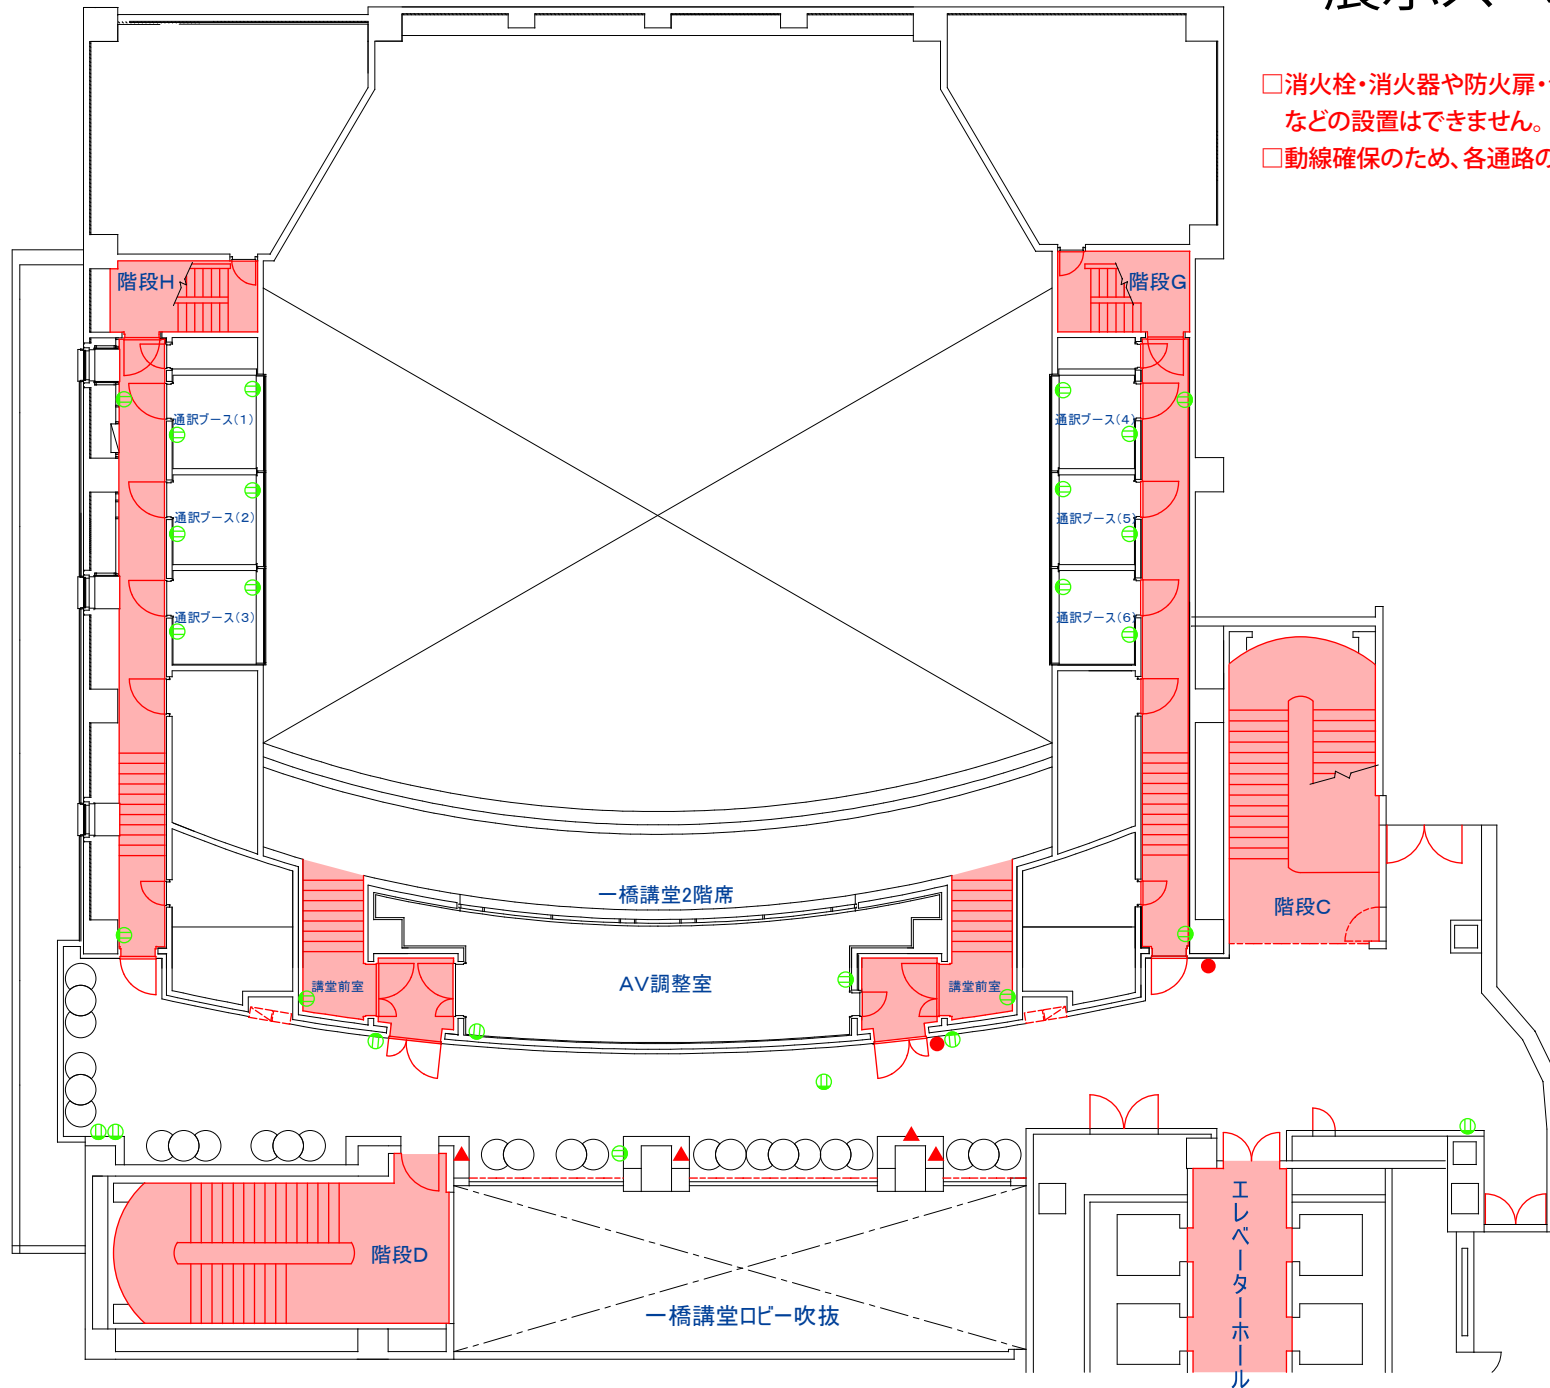 □消火栓・消火器や防火扉・
などの設置はできません。
□動線確保のため、各通路の
階段H
階段G
通訳ブース(1)
通訳ブース(4)
通訳ブース(2)
通訳ブース(5)
通訳ブース(3)
通訳ブース(6)
一橋講堂2階席
階段C
講堂前室
AV調整室
講堂前室
エレベーターホール
階段D
一橋講堂ロビー吹抜